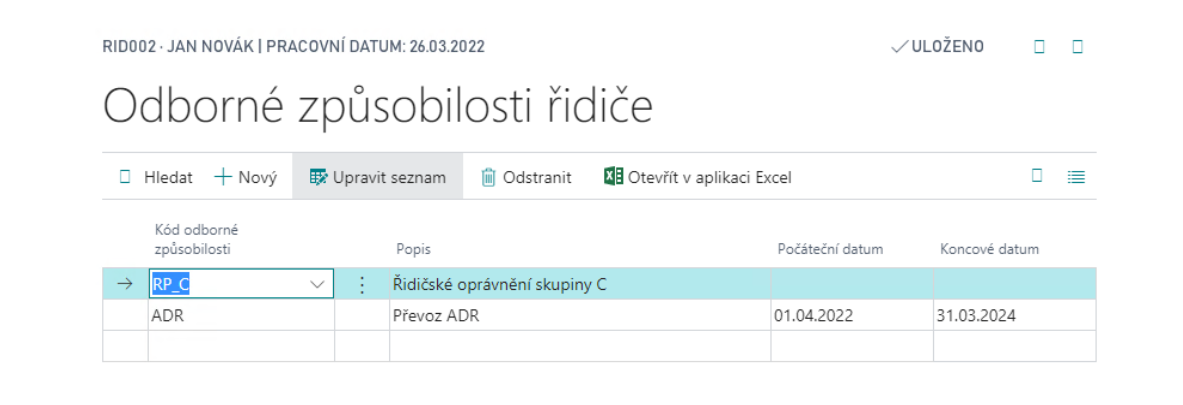 RID002 · JAN NOVÁK | PRACOVNÍ DATUM: 26.03.2022 ULOŽENO
Odborné způsobilosti řidiče
Hledat Nový Upravit seznam Odstranit Otevřít v aplikaci Excel
Kód odborné
způsobilosti Popis Počáteční datum Koncové datum
RP_C Řidičské oprávnění skupiny C
ADR Převoz ADR 01.04.2022 31.03.2024